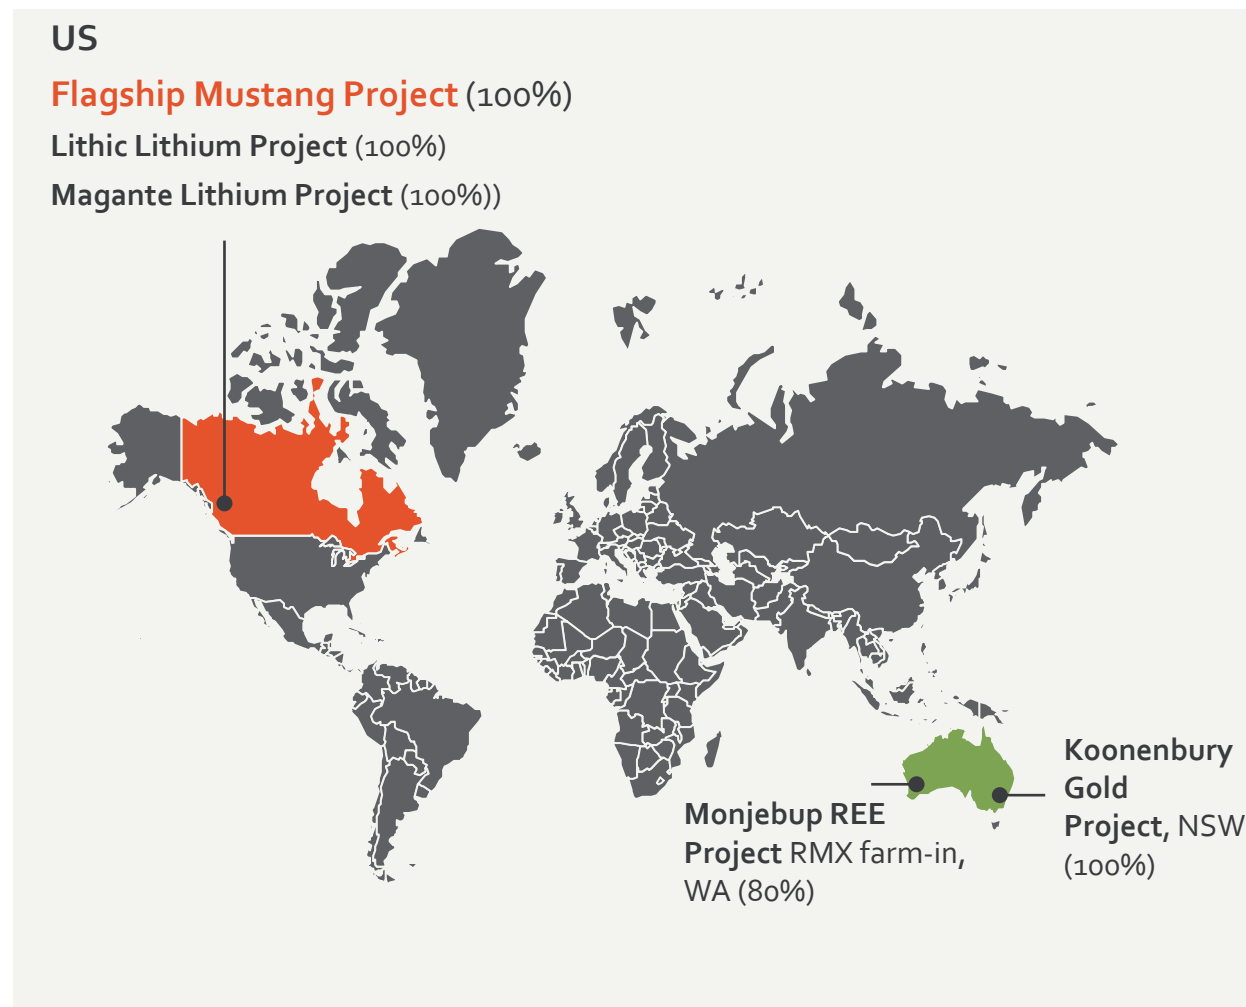 US
Flagship Mustang Project (100%)
Lithic Lithium Project (100%)
Magante Lithium Project (100%))
Monjebup REE
Project RMX farm-in,
WA (80%)
Koonenbury
Gold
Project, NSW
(100%)